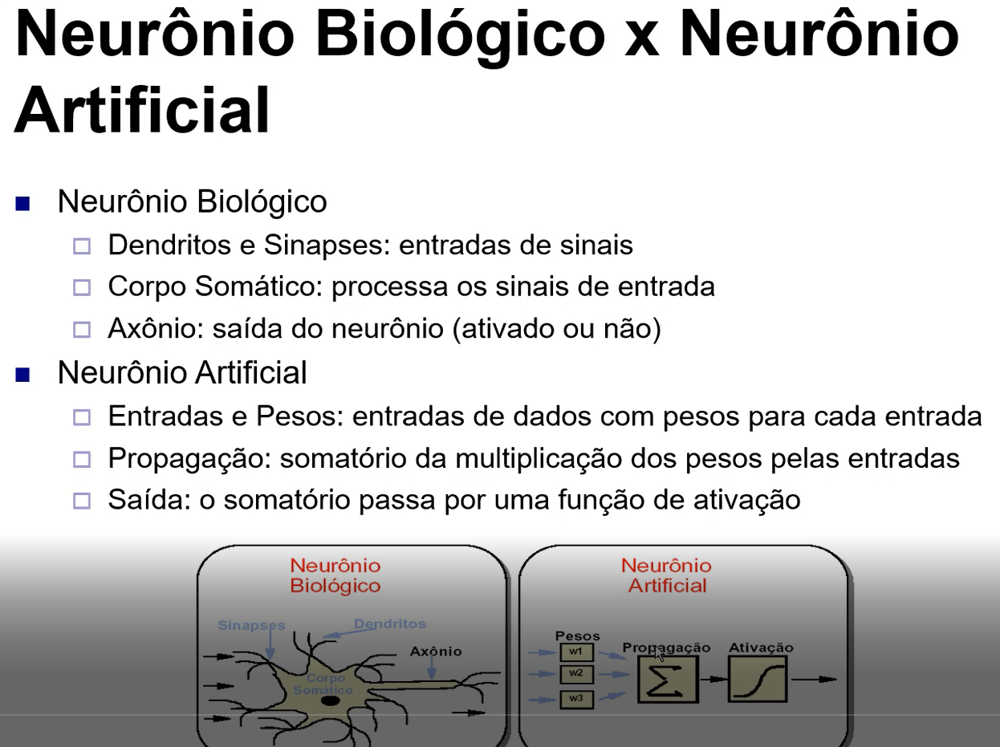 Neurônio Biológico x Neurônio
Artificial
Neurônio Biológico
Dendritos e Sinapses: entradas de sinais
Corpo Somático: processa os sinais de entrada
Axônio: saída do neurônio (ativado ou não)
Neurônio Artificial
Entradas e Pesos: entradas de dados com pesos para cada entrada
Propagação: somatório da multiplicação dos pesos pelas entradas
Saída: o somatório passa por uma função de ativação
Neurônio
Biológico
Sinapses
Dendritos
Axônio
Corpo
Somático
Neurônio
Artificial
Pesos
w1
w2
w3
Propagação
Σ
Ativação